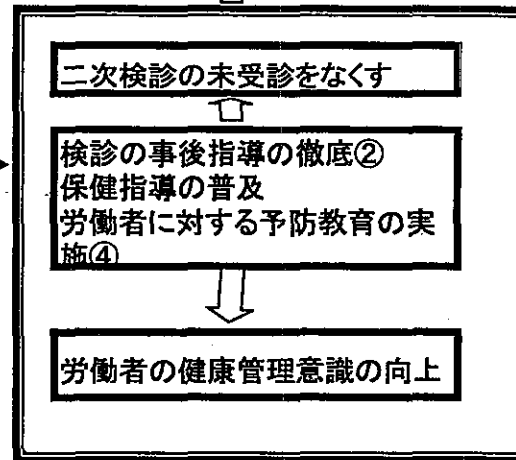 二次検診の未受診をなくす
検診の事後指導の徹底②
保健指導の普及
労働者に対する予防教育の実
施④
労働者の健康管理意識の向上